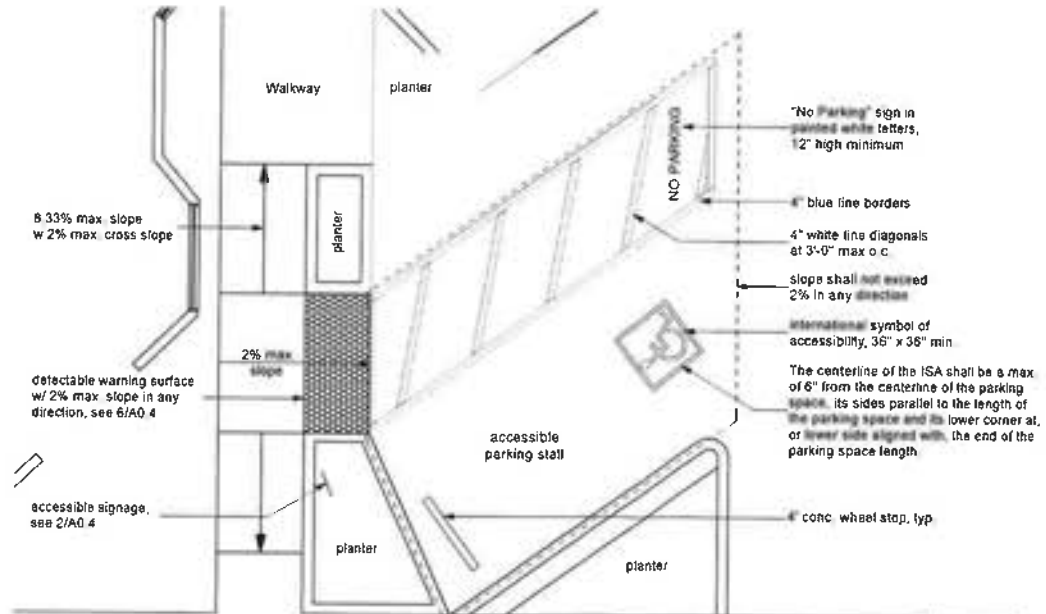 Walkway
planter
"No Parking" sign in
painted white letters,
12" high minimum
NO PARKING
4" blue line borders
8.33% max. slope
w 2% max. cross slope
planter
4" white line diagonals
at 3'-0" max o.c.
slope shall not exceed
2% in any direction
international symbol of
accessibility, 36" x 36" min
2% max.
slope
detectable warning surface
w/ 2% max. slope in any
direction, see 6/A0.4
The centerline of the ISA shall be a max
of 6" from the centerline of the parking
space, its sides parallel to the length of
the parking space and its lower corner at,
or lower side aligned with, the end of the
parking space length
accessible
parking stall
accessible signage,
see 2/A0.4
4" conc. wheel stop, typ
planter
planter